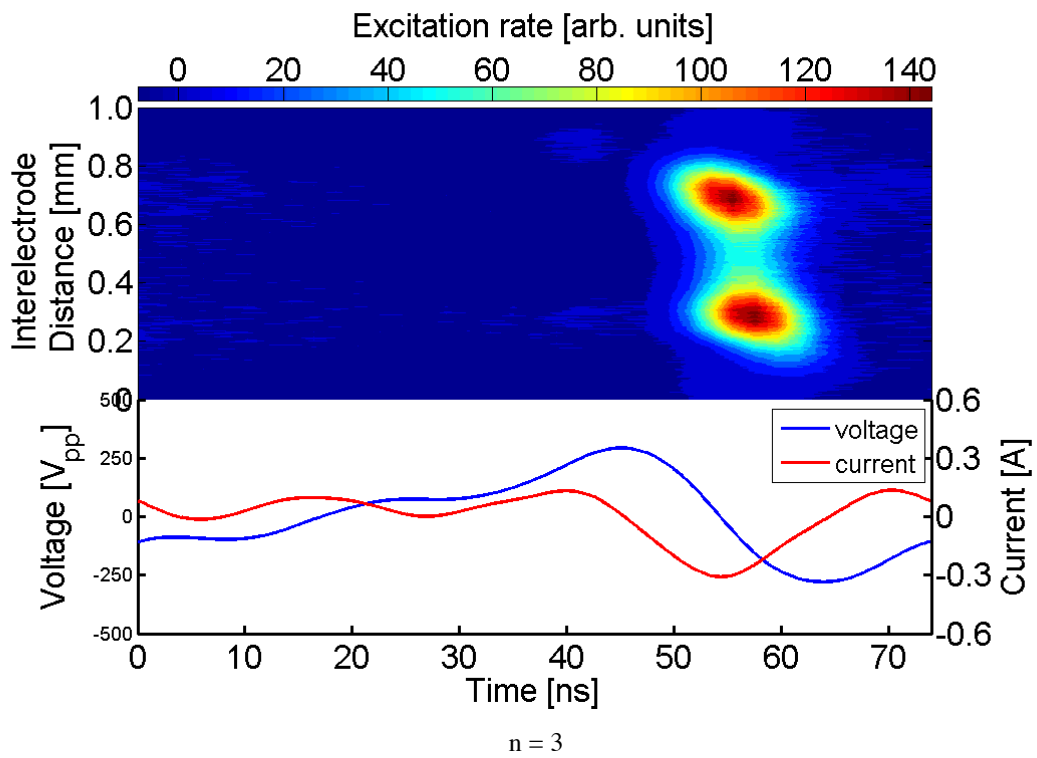 Excitation rate [arb. units]
0 20 40 60 80 100 120 140
Interelectrode
Distance [mm]
1.0
0.8
0.6
0.4
0.2
0
Voltage [Vpp]
500
250
0
-250
-500
voltage
current
0.6
0.3
0
-0.3
-0.6
Current [A]
0 10 20 30 40 50 60 70
Time [ns]
n = 3